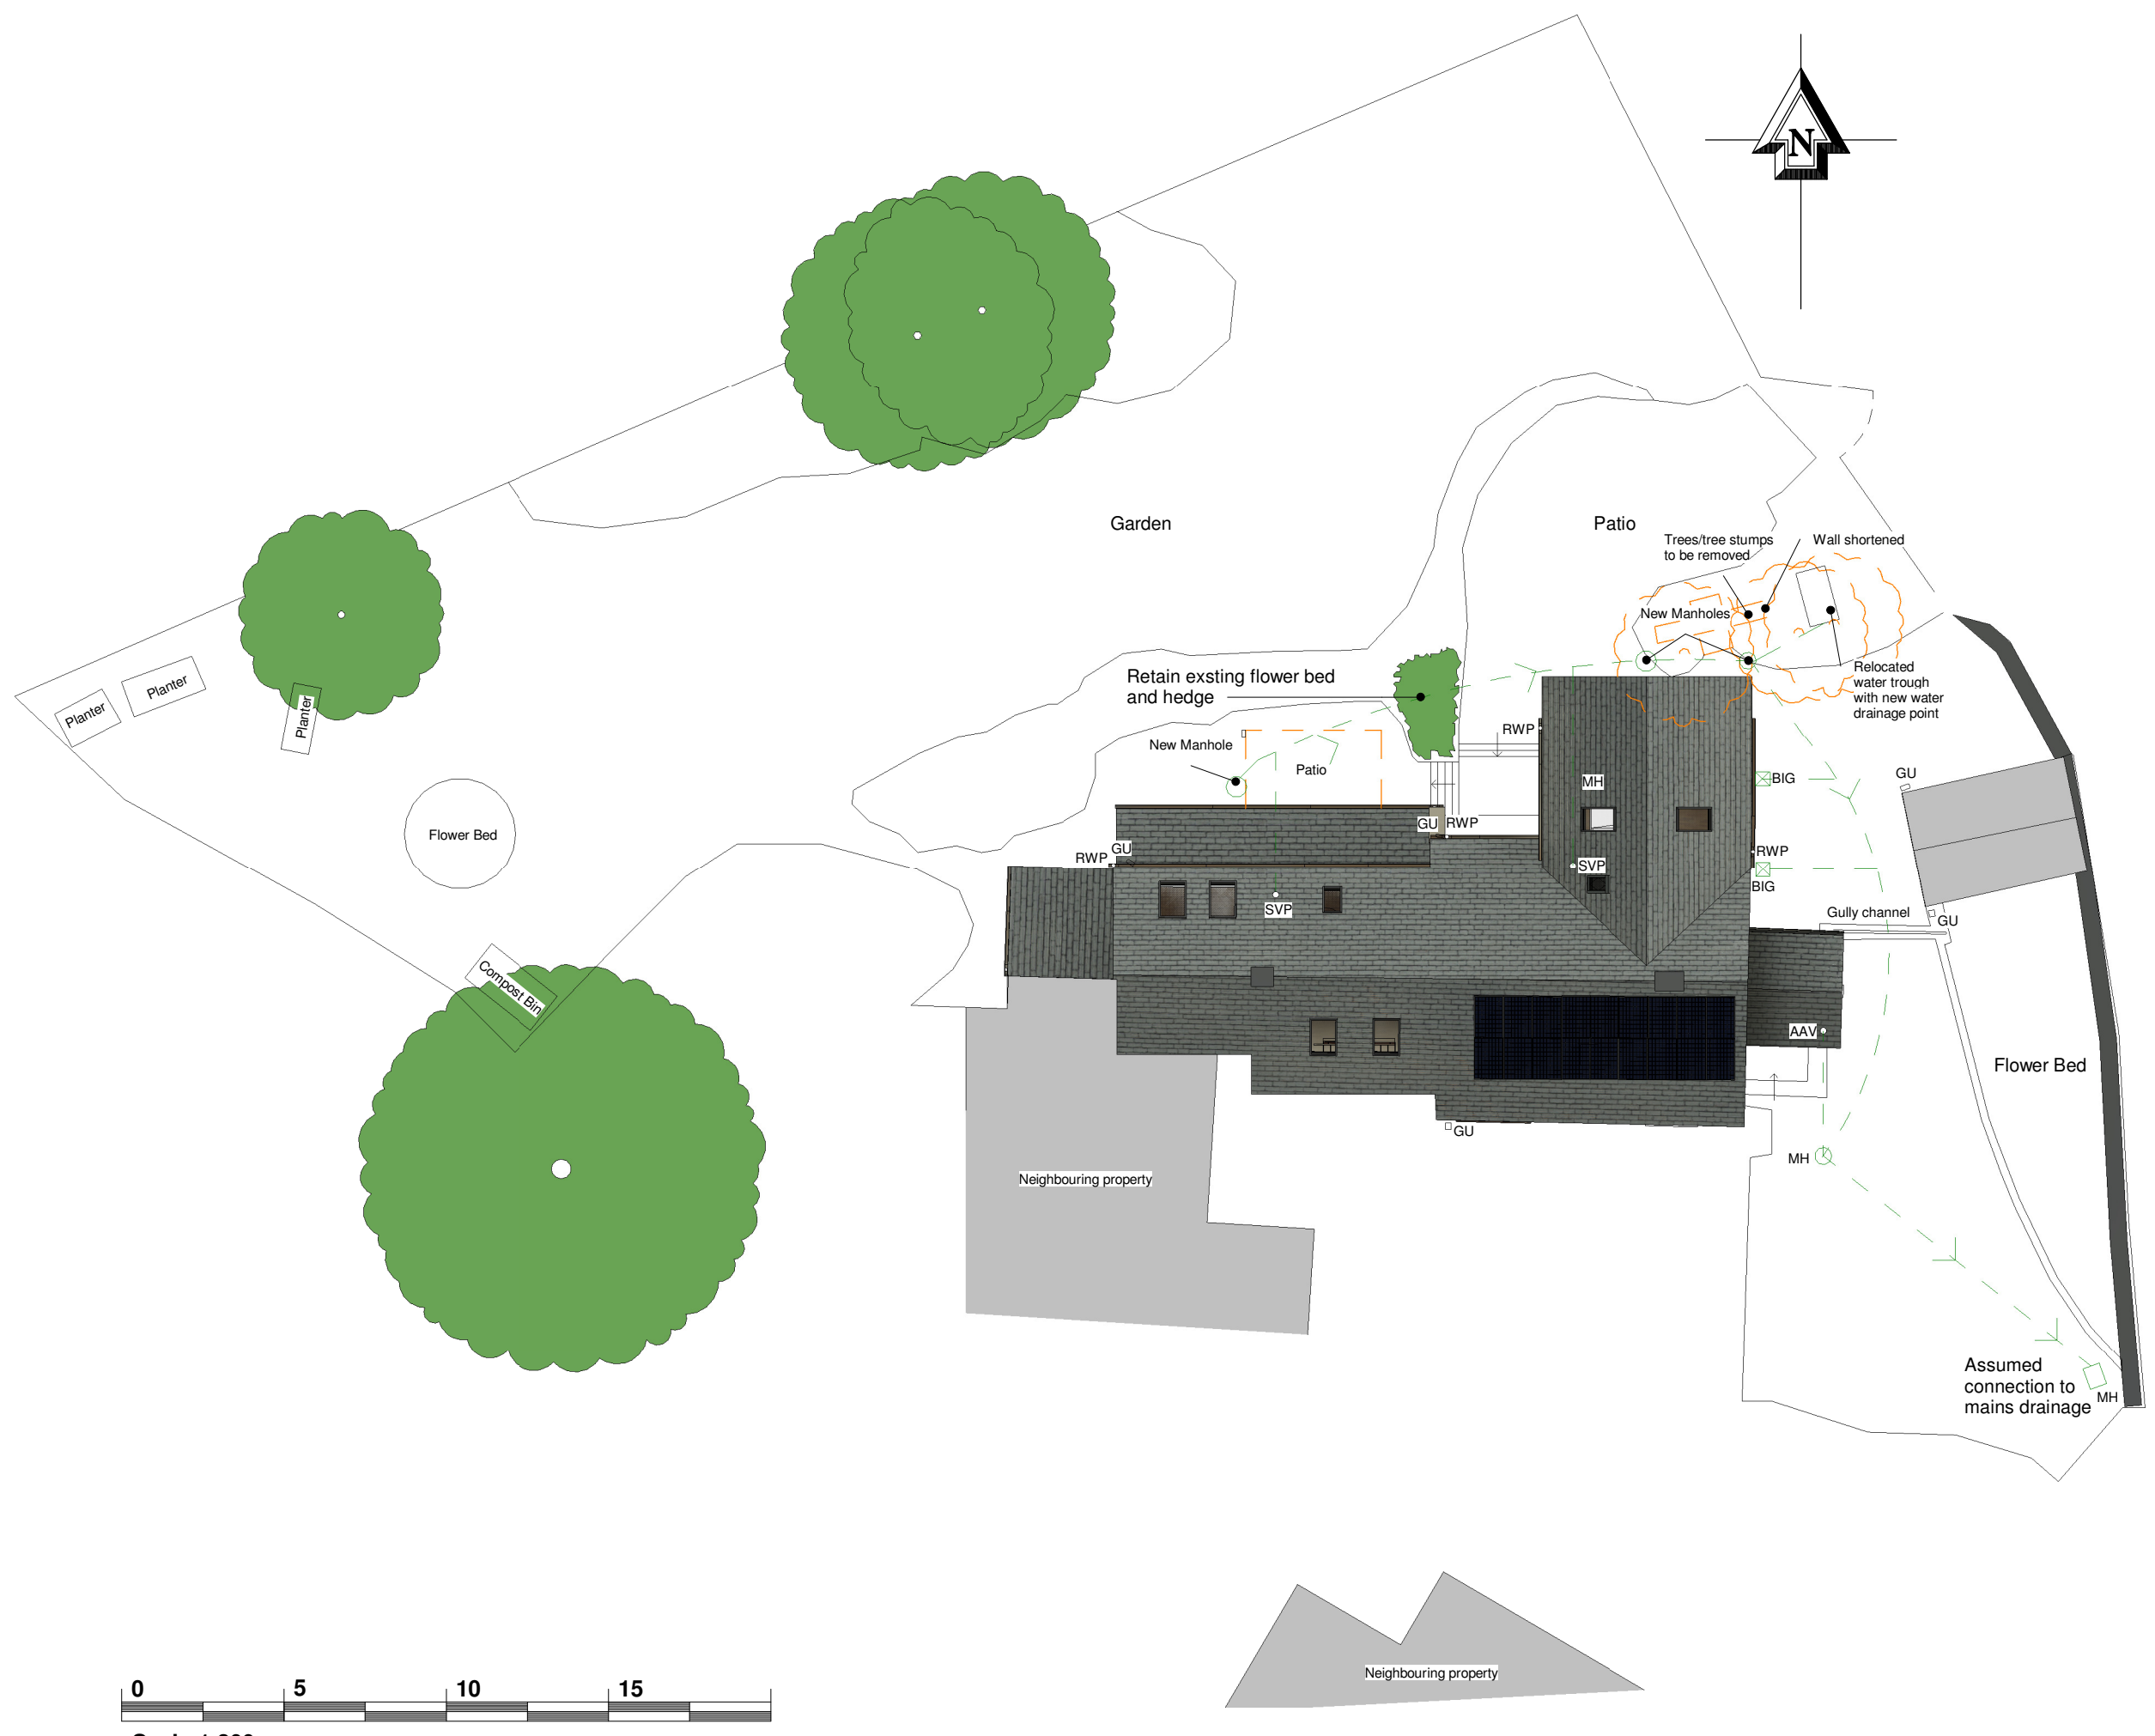 N
Garden
Patio
Trees/tree stumps
to be removed
Wall shortened
New Manholes
Relocated
water trough
with new water
drainage point
Retain exsting flower bed
and hedge
Planter
Planter
Planter
New Manhole
Patio
RWP
MH
BIG
GU
GU
RWP
Flower Bed
RWP
GU
RWP
SVP
BIG
SVP
Gully channel
GU
Compost Bin
AAV
Flower Bed
GU
MH
Neighbouring property
Assumed
connection to
mains drainage
MH
Neighbouring property
0 5 10 15